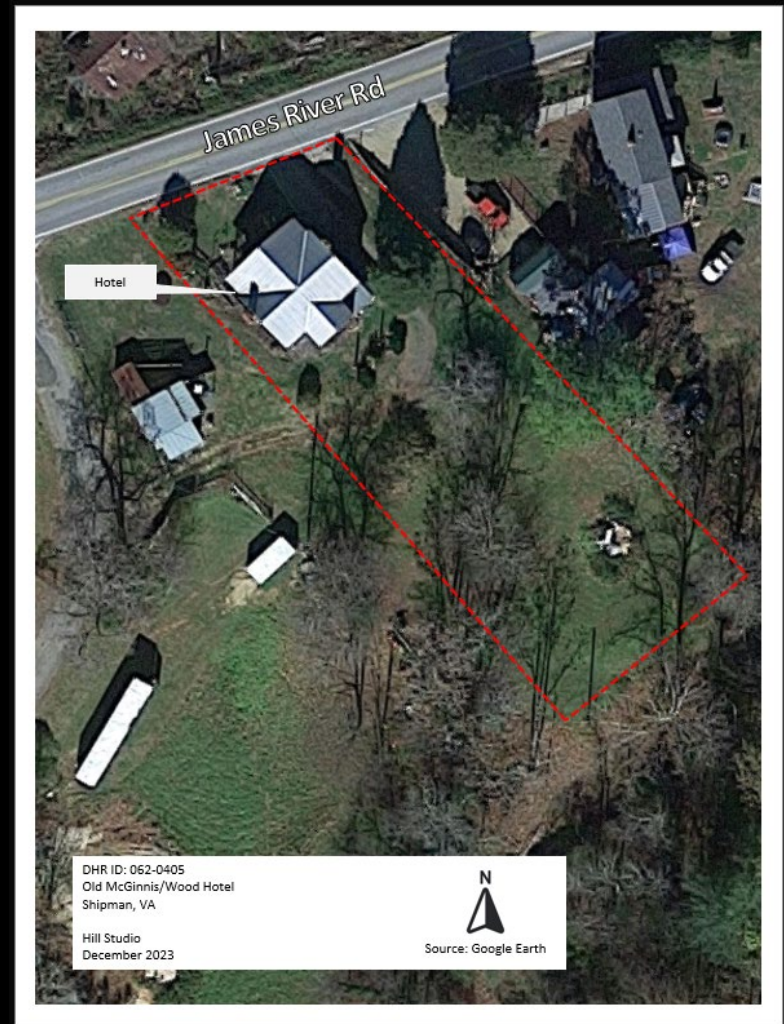 James River Rd
Hotel
DHR ID: 062-0405
Old McGinnis/Wood Hotel
Shipman, VA
Hill Studio
December 2023
N
Source: Google Earth